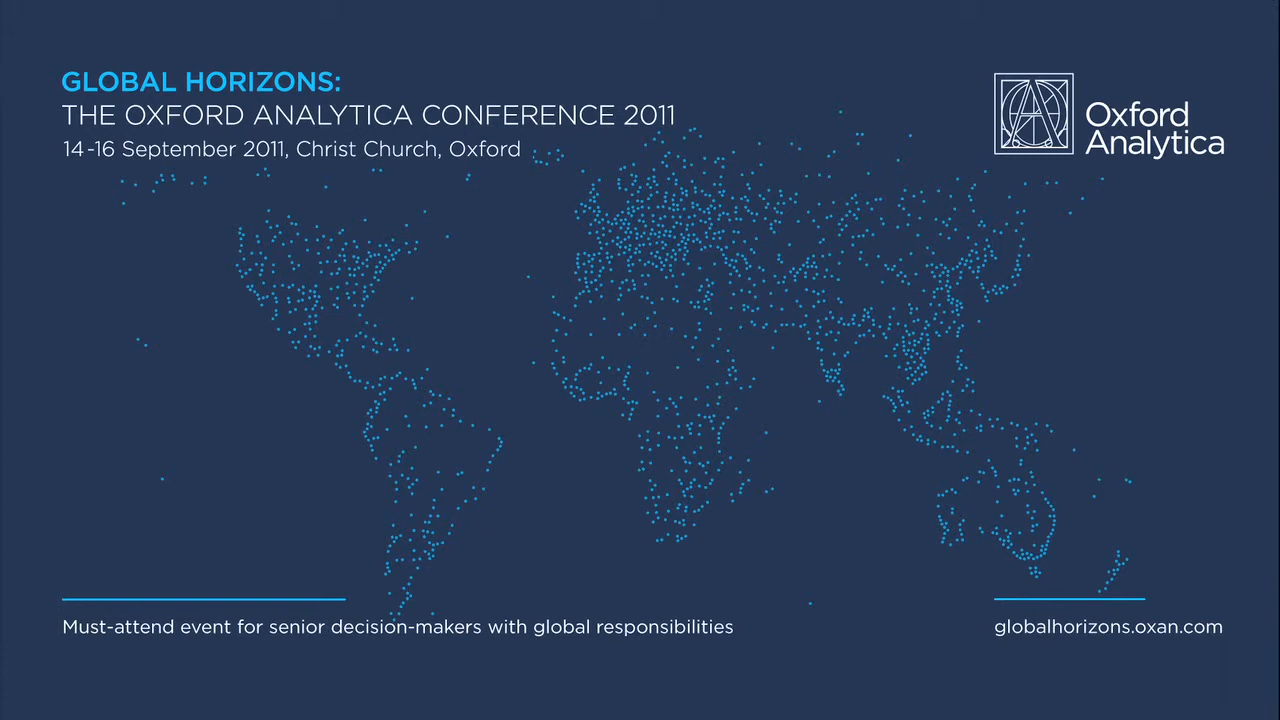 GLOBAL HORIZONS:
THE OXFORD ANALYTICA CONFERENCE 2011
14-16 September 2011, Christ Church, Oxford
Oxford
Analytica
Must-attend event for senior decision-makers with global responsibilities
globalhorizons.oxan.com